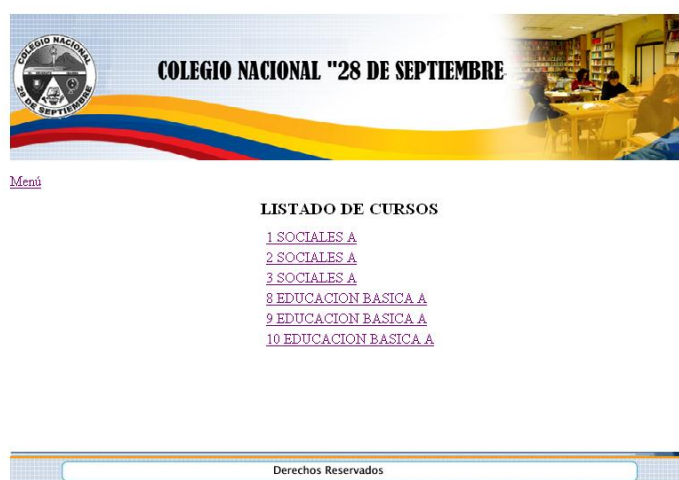 COLEGIO NACIONAL
28 DE SEPTIEMBRE
COLEGIO NACIONAL "28 DE SEPTIEMBRE
Menú
LISTADO DE CURSOS
1 SOCIALES A
2 SOCIALES A
3 SOCIALES A
8 EDUCACION BASICA A
9 EDUCACION BASICA A
10 EDUCACION BASICA A
Derechos Reservados